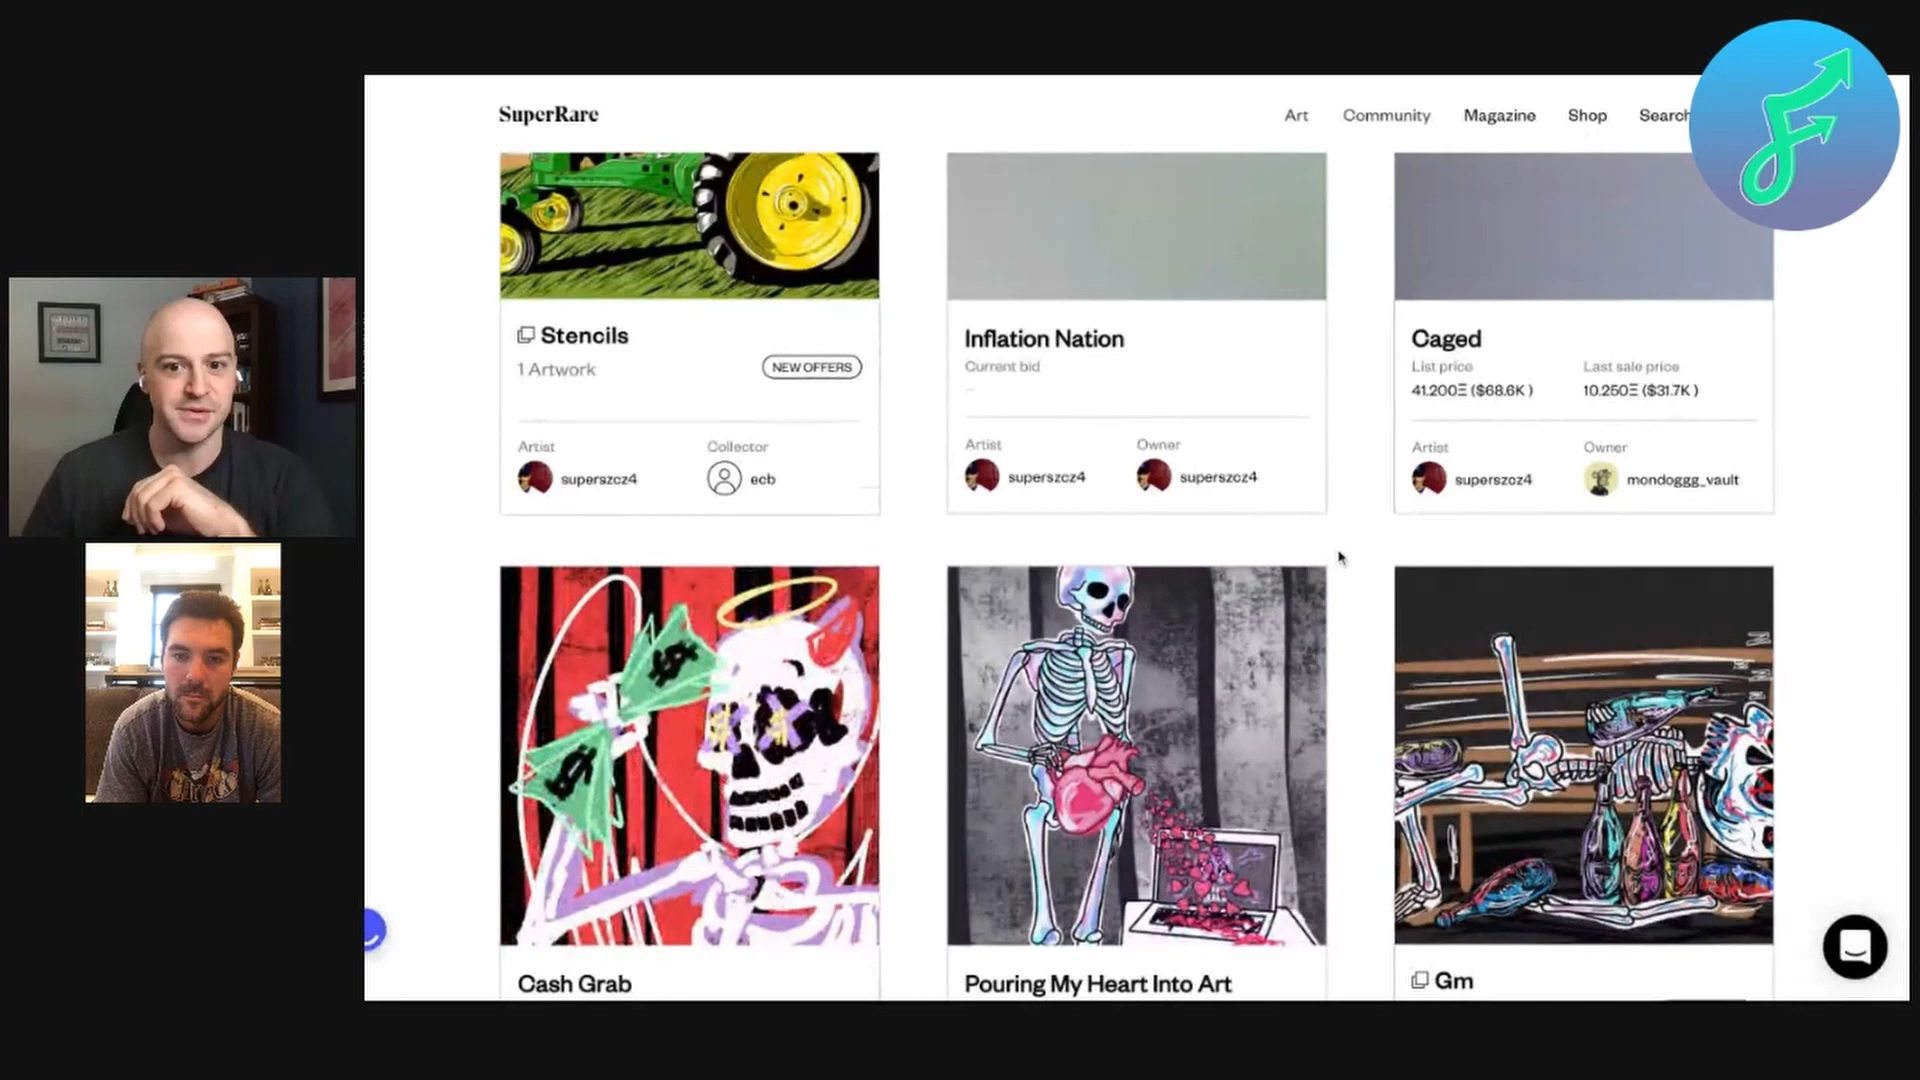 SuperRare
Art Community Magazine Shop Search
Stencils
1 Artwork
NEW OFFERS
Artist
Collector
superszcz4
ecb
Inflation Nation
Current bid
Artist
Owner
superszcz4
superszcz4
Caged
List price
Last sale price
41.200Ξ ($68.6K )
10.250Ξ ($31.7K )
Artist
Owner
superszcz4
mondoggg_vault
Cash Grab
Pouring My Heart Into Art
Gm